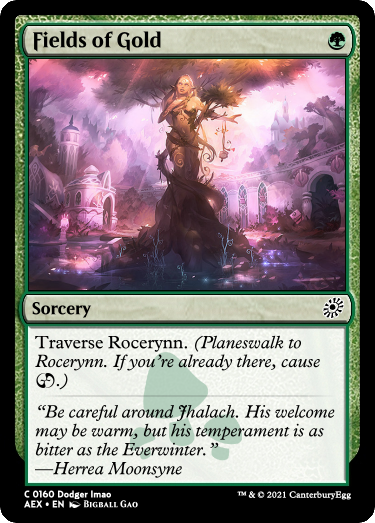 Fields of Gold
Sorcery
Traverse Rocerynn. (Planeswalk to
Rocerynn. If you're already there, cause
.)
“Be careful around Jhalach. His welcome
may be warm, but his temperament is as
bitter as the Everwinter.”
—Herrea Moonsyne
C 0160 Dodger Imao
AEX • EN Bigball Gao
™ & © 2021 CanterburyEgg